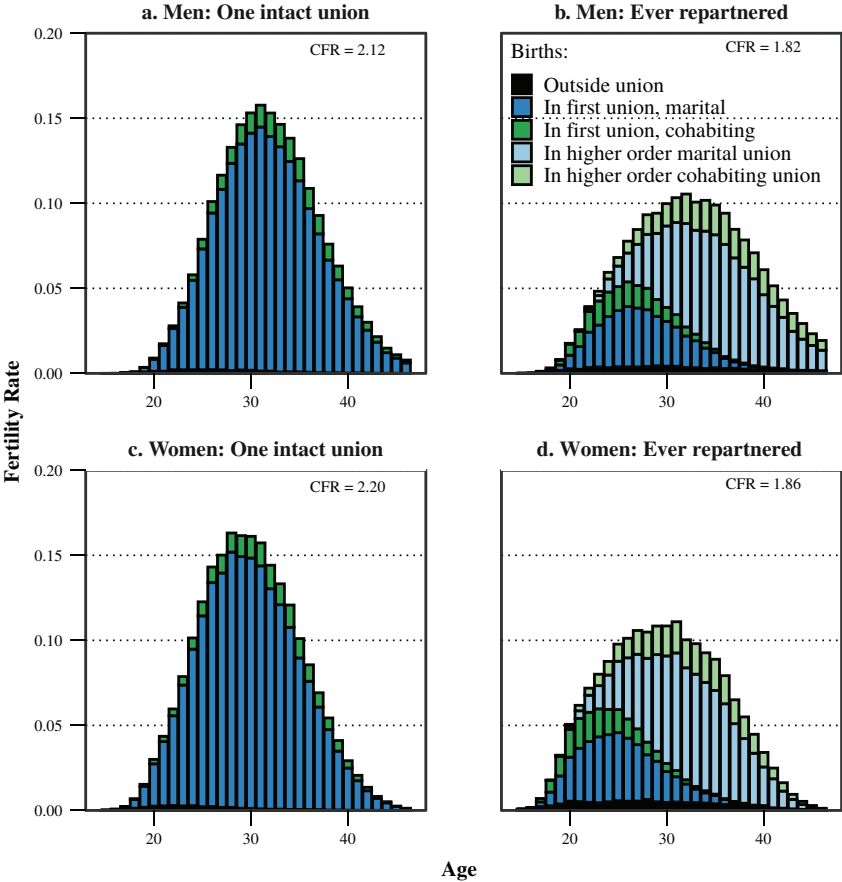 a. Men: One intact union
b. Men: Ever repartnered
CFR = 2.12
CFR = 1.82
Births:
Outside union
In first union, marital
In first union, cohabiting
In higher order marital union
In higher order cohabiting union
0.20
0.15
0.10
0.05
0.00
20 30 40
20 30 40
Fertility Rate
c. Women: One intact union
d. Women: Ever repartnered
CFR = 2.20
CFR = 1.86
0.20
0.15
0.10
0.05
0.00
20 30 40
20 30 40
Age